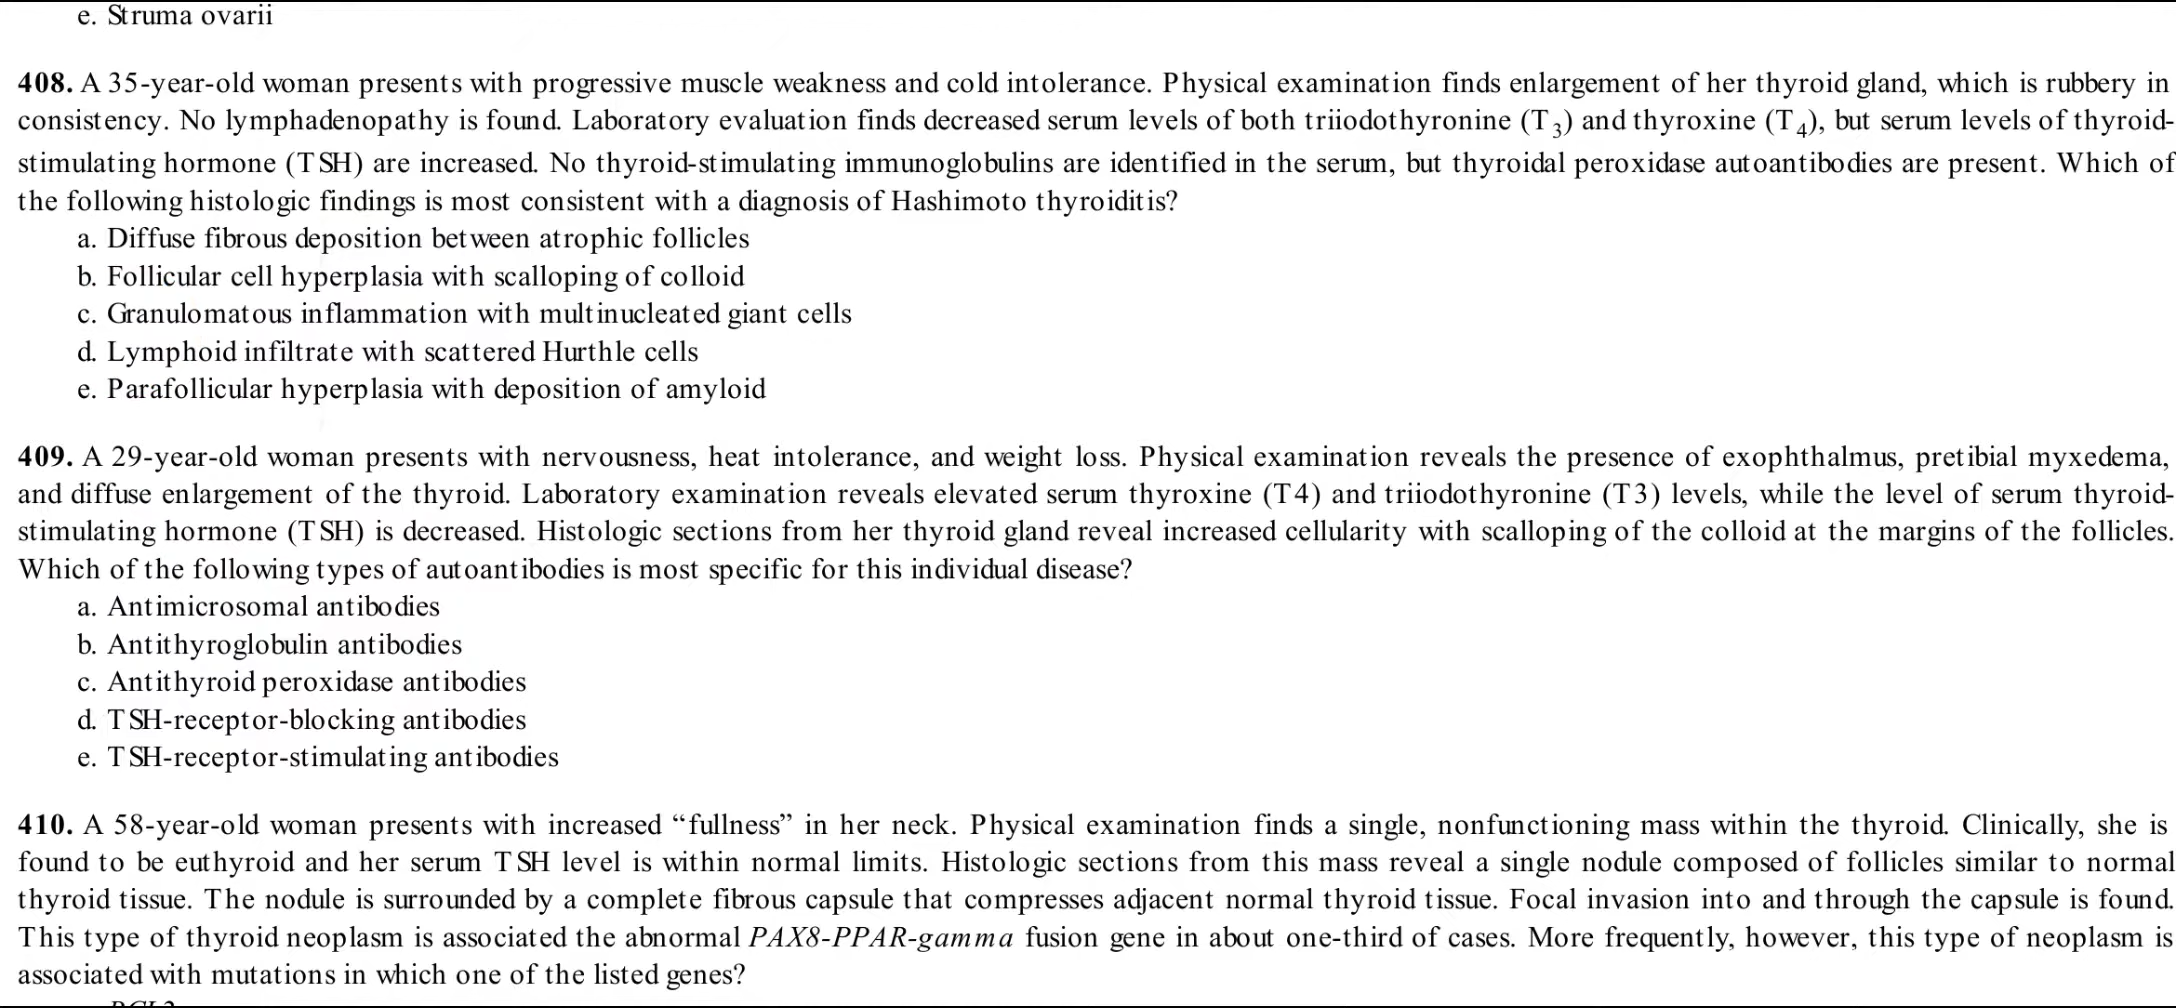 e. Struma ovarii
408. A 35-year-old woman presents with progressive muscle weakness and cold intolerance. Physical examination finds enlargement of her thyroid gland, which is rubbery in
consistency. No lymphadenopathy is found. Laboratory evaluation finds decreased serum levels of both triiodothyronine (T3) and thyroxine (T4), but serum levels of thyroid-
stimulating hormone (TSH) are increased. No thyroid-stimulating immunoglobulins are identified in the serum, but thyroidal peroxidase autoantibodies are present. Which of
the following histologic findings is most consistent with a diagnosis of Hashimoto thyroiditis?
a. Diffuse fibrous deposition between atrophic follicles
b. Follicular cell hyperplasia with scalloping of colloid
c. Granulomatous inflammation with multinucleated giant cells
d. Lymphoid infiltrate with scattered Hurthle cells
e. Parafollicular hyperplasia with deposition of amyloid
409. A 29-year-old woman presents with nervousness, heat intolerance, and weight loss. Physical examination reveals the presence of exophthalmus, pretibial myxedema,
and diffuse enlargement of the thyroid. Laboratory examination reveals elevated serum thyroxine (T4) and triiodothyronine (T3) levels, while the level of serum thyroid-
stimulating hormone (TSH) is decreased. Histologic sections from her thyroid gland reveal increased cellularity with scalloping of the colloid at the margins of the follicles.
Which of the following types of autoantibodies is most specific for this individual disease?
a. Antimicrosomal antibodies
b. Antithyroglobulin antibodies
c. Antithyroid peroxidase antibodies
d. TSH-receptor-blocking antibodies
e. TSH-receptor-stimulating antibodies
410. A 58-year-old woman presents with increased “fullness” in her neck. Physical examination finds a single, nonfunctioning mass within the thyroid. Clinically, she is
found to be euthyroid and her serum TSH level is within normal limits. Histologic sections from this mass reveal a single nodule composed of follicles similar to normal
thyroid tissue. The nodule is surrounded by a complete fibrous capsule that compresses adjacent normal thyroid tissue. Focal invasion into and through the capsule is found.
This type of thyroid neoplasm is associated the abnormal PAX8-PPAR-gamma fusion gene in about one-third of cases. More frequently, however, this type of neoplasm is
associated with mutations in which one of the listed genes?